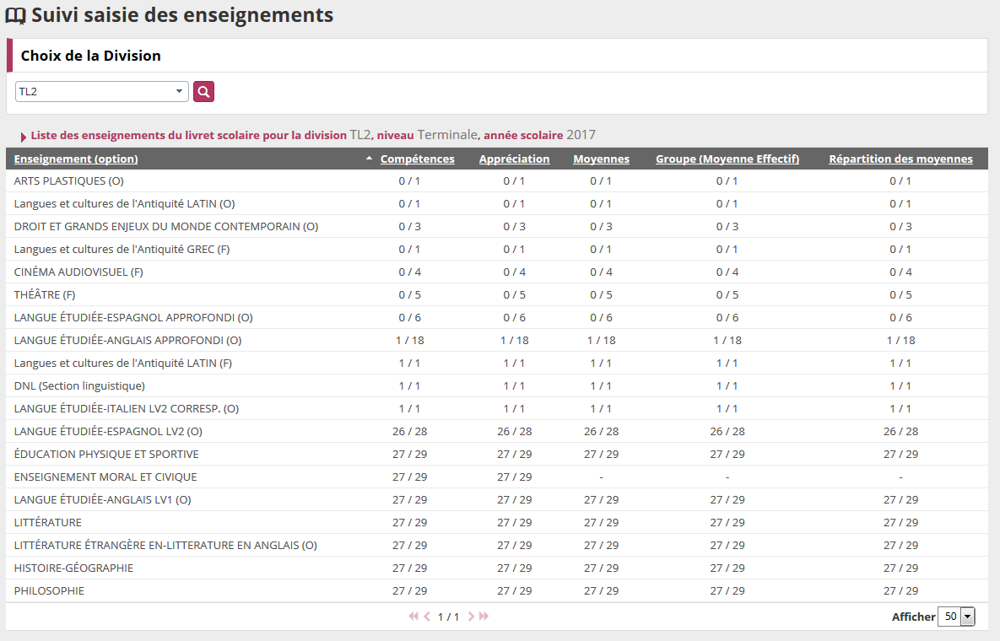 Suivi saisie des enseignements
Choix de la Division
TL2
Liste des enseignements du livret scolaire pour la division TL2, niveau Terminale, année scolaire 2017
Enseignement (option) Compétences Appréciation Moyennes Groupe (Moyenne Effectif) Répartition des moyennes
ARTS PLASTIQUES (O) 0 / 1 0 / 1 0 / 1 0 / 1 0 / 1
Langues et cultures de l'Antiquité LATIN (O) 0 / 1 0 / 1 0 / 1 0 / 1 0 / 1
DROIT ET GRANDS ENJEUX DU MONDE CONTEMPORAIN (O) 0 / 3 0 / 3 0 / 3 0 / 3 0 / 3
Langues et cultures de l'Antiquité GREC (F) 0 / 1 0 / 1 0 / 1 0 / 1 0 / 1
CINÉMA AUDIOVISUEL (F) 0 / 4 0 / 4 0 / 4 0 / 4 0 / 4
THÉÂTRE (F) 0 / 5 0 / 5 0 / 5 0 / 5 0 / 5
LANGUE ÉTUDIÉE-ESPAGNOL APPROFONDI (O) 0 / 6 0 / 6 0 / 6 0 / 6 0 / 6
LANGUE ÉTUDIÉE-ANGLAIS APPROFONDI (O) 1 / 18 1 / 18 1 / 18 1 / 18 1 / 18
Langues et cultures de l'Antiquité LATIN (F) 1 / 1 1 / 1 1 / 1 1 / 1 1 / 1
DNL (Section linguistique) 1 / 1 1 / 1 1 / 1 1 / 1 1 / 1
LANGUE ÉTUDIÉE-ITALIEN LV2 CORRESP. (O) 1 / 1 1 / 1 1 / 1 1 / 1 1 / 1
LANGUE ÉTUDIÉE-ESPAGNOL LV2 (O) 26 / 28 26 / 28 26 / 28 26 / 28 26 / 28
ÉDUCATION PHYSIQUE ET SPORTIVE 27 / 29 27 / 29 27 / 29 27 / 29 27 / 29
ENSEIGNEMENT MORAL ET CIVIQUE 27 / 29 27 / 29 - - -
LANGUE ÉTUDIÉE-ANGLAIS LV1 (O) 27 / 29 27 / 29 27 / 29 27 / 29 27 / 29
LITTÉRATURE 27 / 29 27 / 29 27 / 29 27 / 29 27 / 29
LITTÉRATURE ÉTRANGÈRE EN-LITTERATURE EN ANGLAIS (O) 27 / 29 27 / 29 27 / 29 27 / 29 27 / 29
HISTOIRE-GÉOGRAPHIE 27 / 29 27 / 29 27 / 29 27 / 29 27 / 29
PHILOSOPHIE 27 / 29 27 / 29 27 / 29 27 / 29 27 / 29
1 / 1 Afficher 50